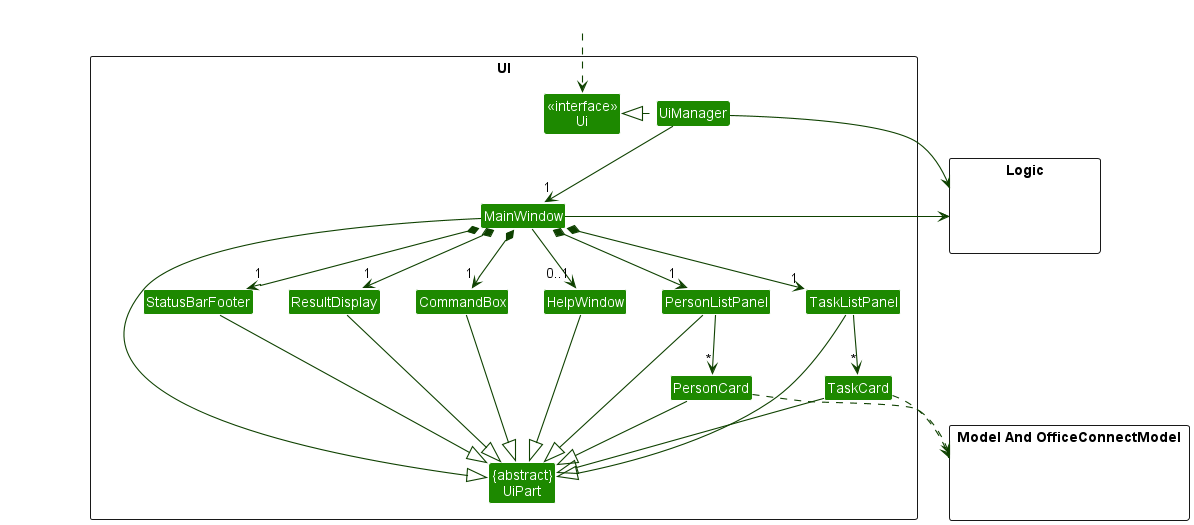 UI
«interface»
Ui
UiManager
Logic
1
MainWindow
1
1
1
0..1
1
1
StatusBarFooter
ResultDisplay
CommandBox
HelpWindow
PersonListPanel
TaskListPanel
*
*
PersonCard
TaskCard
Model And OfficeConnectModel
{abstract}
UiPart